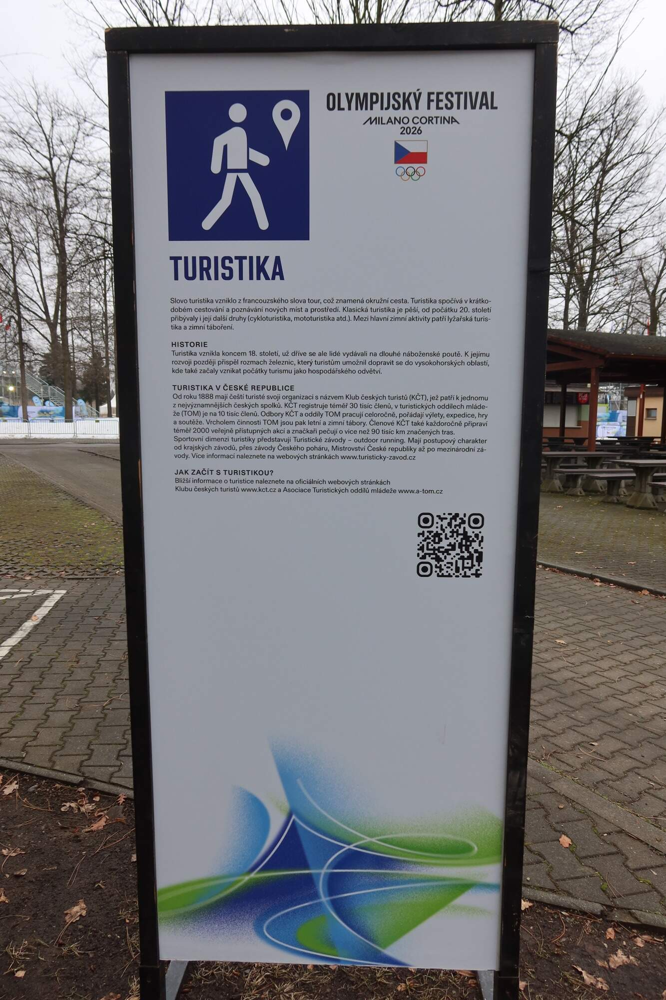 OLYMPIJSKÝ FESTIVAL
MILANO CORTINA
2026
TURISTIKA
Slovo turistika vzniklo z francouzského slova tour, což znamená okružní cesta. Turistika spočívá v krátko-
dobém cestování a poznávání nových míst a prostředí. Klasická turistika je pěší, od počátku 20. století
přibývaly i její další druhy (cykloturistika, mototuristika atd.). Mezi hlavní zimní aktivity patří lyžařská turis-
tika a zimní táboření.
HISTORIE
Turistika vznikla koncem 18. století, už dříve se ale lidé vydávali na dlouhé náboženské poutě. K jejímu
rozvoji později přispěl rozmach železnic, který turistům umožnil dopravit se do vysokohorských oblastí,
kde také začaly vznikat počátky turismu jako hospodářského odvětví.
TURISTIKA V ČESKÉ REPUBLICE
Od roku 1888 mají čeští turisté svoji organizaci s názvem Klub českých turistů (KČT), jež patří k jednomu
z nejvýznamnějších českých spolků. KČT registruje téměř 30 tisíc členů, v turistických oddílech mláde-
že (TOM) je na 10 tisíc členů. Odbory KČT a oddíly TOM pracují celoročně, pořádají výlety, expedice, hry
a soutěže. Vrcholem činnosti TOM jsou pak letní a zimní tábory. Členové KČT také každoročně připraví
téměř 2000 veřejně přístupných akcí a značkaři pečují o vice než 90 tisíc km značených tras.
Sportovní dimenzi turistiky představují Turistické závody – outdoor running. Mají postupový charakter
od krajských závodů, přes závody Českého poháru, Mistrovství České republiky až po mezinárodní zá-
vody. Více informací naleznete na webových stránkách www.turisticky-zavod.cz
JAK ZAČÍT S TURISTIKOU?
Bližší informace o turistice naleznete na oficiálních webových stránkách
Klubu českých turistů www.kct.cz a Asociace Turistických oddílů mládeže www.a-tom.cz